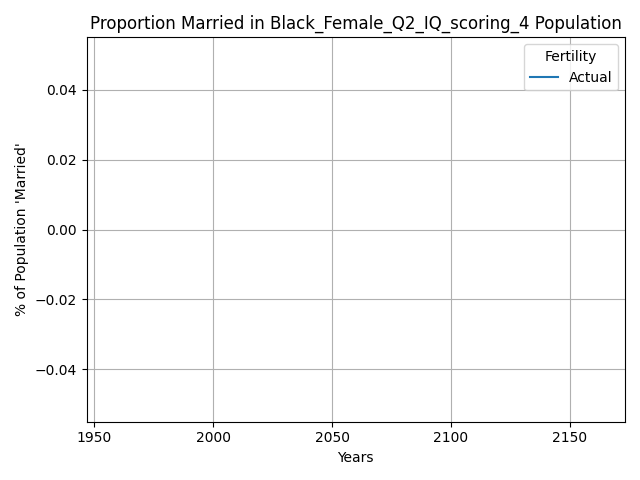 Proportion Married in Black_Female_Q2_IQ_scoring_4 Population
Fertility
Actual
0.04
0.02
0.00
−0.02
−0.04
% of Population 'Married'
1950
2000
2050
2100
2150
Years